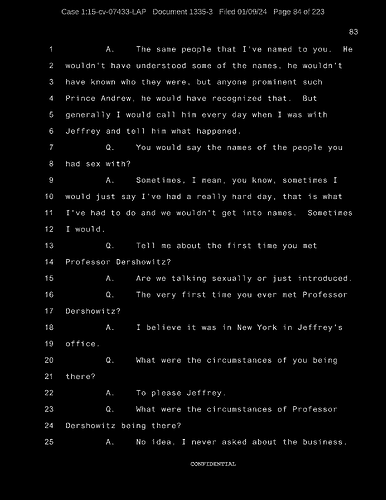 Case 1:15-cv-07433-LAP Document 1335-3 Filed 01/09/24 Page 84 of 223
83
1 A. The same people that I've named to you. He
2 wouldn't have understood some of the names, he wouldn't
3 have known who they were, but anyone prominent such
4 Prince Andrew, he would have recognized that. But
5 generally I would call him every day when I was with
6 Jeffrey and tell him what happened.
7 Q. You would say the names of the people you
8 had sex with?
9 A. Sometimes, I mean, you know, sometimes I
10 would just say I've had a really hard day, that is what
11 I've had to do and we wouldn't get into names. Sometimes
12 I would.
13 Q. Tell me about the first time you met
14 Professor Dershowitz?
15 A. Are we talking sexually or just introduced.
16 Q. The very first time you ever met Professor
17 Dershowitz?
18 A. I believe it was in New York in Jeffrey's
19 office.
20 Q. What were the circumstances of you being
21 there?
22 A. To please Jeffrey.
23 Q. What were the circumstances of Professor
24 Dershowitz being there?
25 A. No idea. I never asked about the business.
CONFIDENTIAL